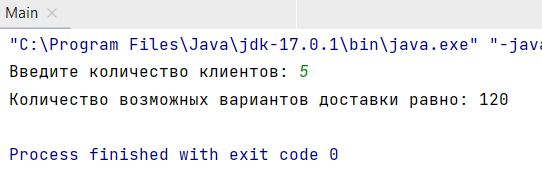 Main
"C:\Program Files\Java\jdk-17.0.1\bin\java.exe" "-jav
Введите количество клиентов: 5
Количество возможных вариантов доставки равно: 120
Process finished with exit code 0